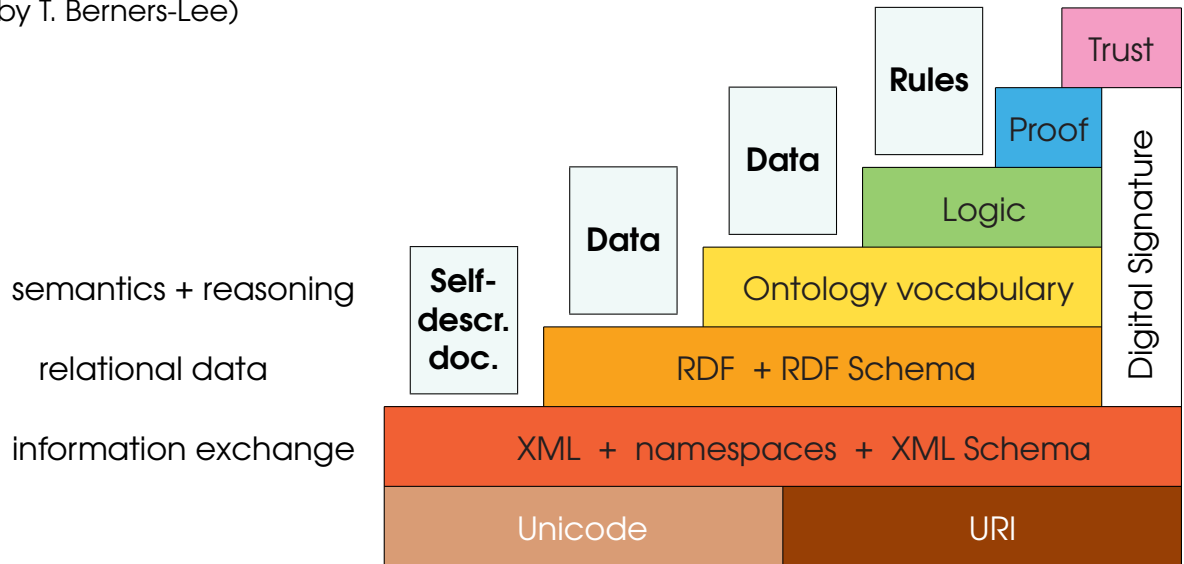 by T. Berners-Lee)
Trust
Rules
Proof
Data
Digital Signature
Logic
Data
semantics + reasoning
Self-
descr.
doc.
Ontology vocabulary
relational data
RDF + RDF Schema
information exchange
XML + namespaces + XML Schema
Unicode
URI